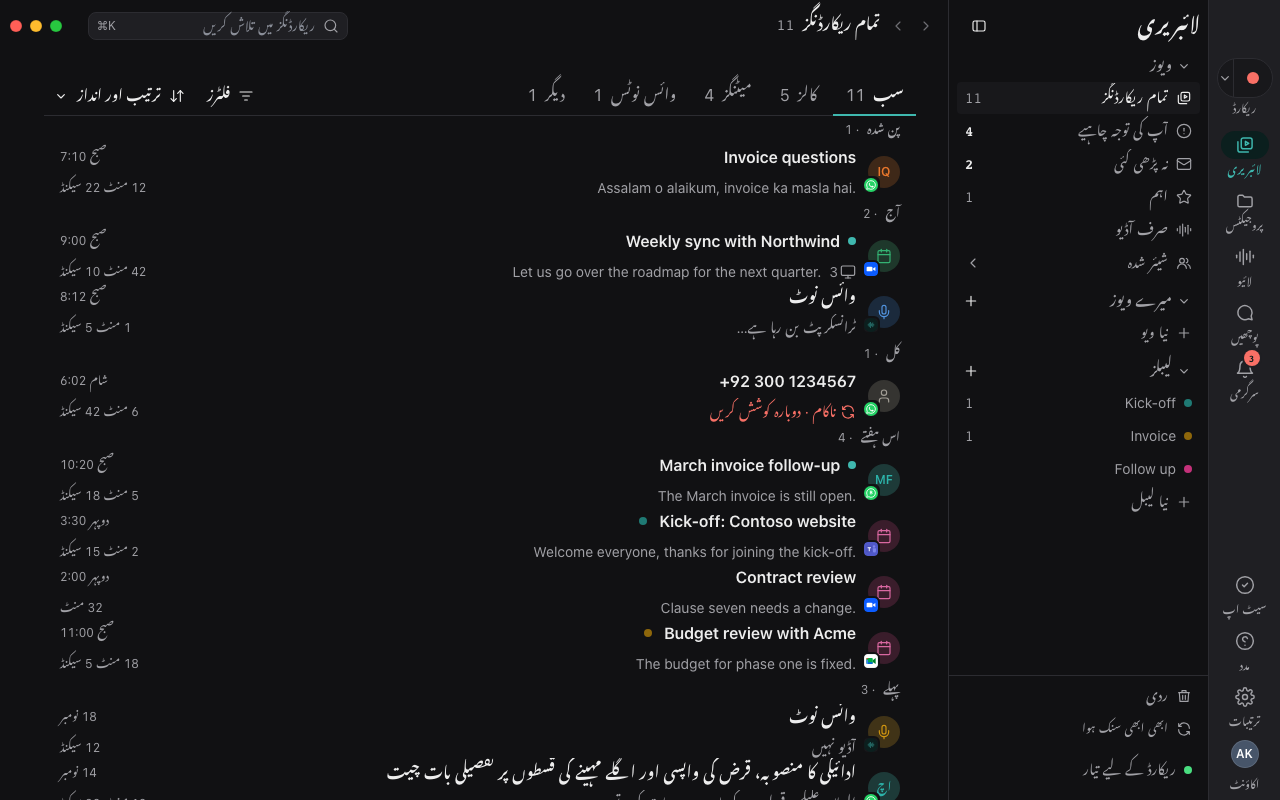 ریکارڈ
لائبریری
پروجیکٹس
لائیو
پوچھیں
3
سرگرمی
سیٹ اپ
مدد
ترتیبات
AK
اکاؤنٹ
لائبریری
ویوز
تمام ریکارڈنگز 11
آپ کی توجہ چاہیے 4
نہ پڑھی گئی 2
اہم 1
صرف آڈیو
شیئر شدہ
میرے ویوز
نیا ویو
لیبلز
Kick-off 1
Invoice 1
Follow up
نیا لیبل
ردی
ابھی ابھی سنک ہوا
ریکارڈ کے لیے تیار
تمام ریکارڈنگز 11
ریکارڈنگز میں تلاش کریں ⌘K
سب 11 کالز 5 میٹنگز 4 وائس نوٹس 1 دیگر 1
فلٹرز ترتیب اور انداز
پن شدہ · 1
IQ
Invoice questions
7:10 صبح
Assalam o alaikum, invoice ka masla hai.
12 منٹ 22 سیکنڈ
آج · 2
Weekly sync with Northwind
9:00 صبح
3 Let us go over the roadmap for the next quarter.
42 منٹ 10 سیکنڈ
وائس نوٹ
8:12 صبح
ٹرانسکرپٹ بن رہا ہے...
1 منٹ 5 سیکنڈ
کل · 1
+92 300 1234567
6:02 شام
ناکام · دوبارہ کوشش کریں
6 منٹ 42 سیکنڈ
اس ہفتے · 4
MF
March invoice follow-up
10:20 صبح
The March invoice is still open.
5 منٹ 18 سیکنڈ
Kick-off: Contoso website
3:30 دوپہر
Welcome everyone, thanks for joining the kick-off.
2 منٹ 15 سیکنڈ
Contract review
2:00 دوپہر
Clause seven needs a change.
32 منٹ
Budget review with Acme
11:00 صبح
The budget for phase one is fixed.
18 منٹ 5 سیکنڈ
پہلے · 3
وائس نوٹ
18 نومبر
آڈیو نہیں
12 سیکنڈ
اچ
ادائیگی کا منصوبہ، قرض کی واپسی اور اگلے مہینے کی قسطوں پر تفصیلی بات چیت
14 نومبر